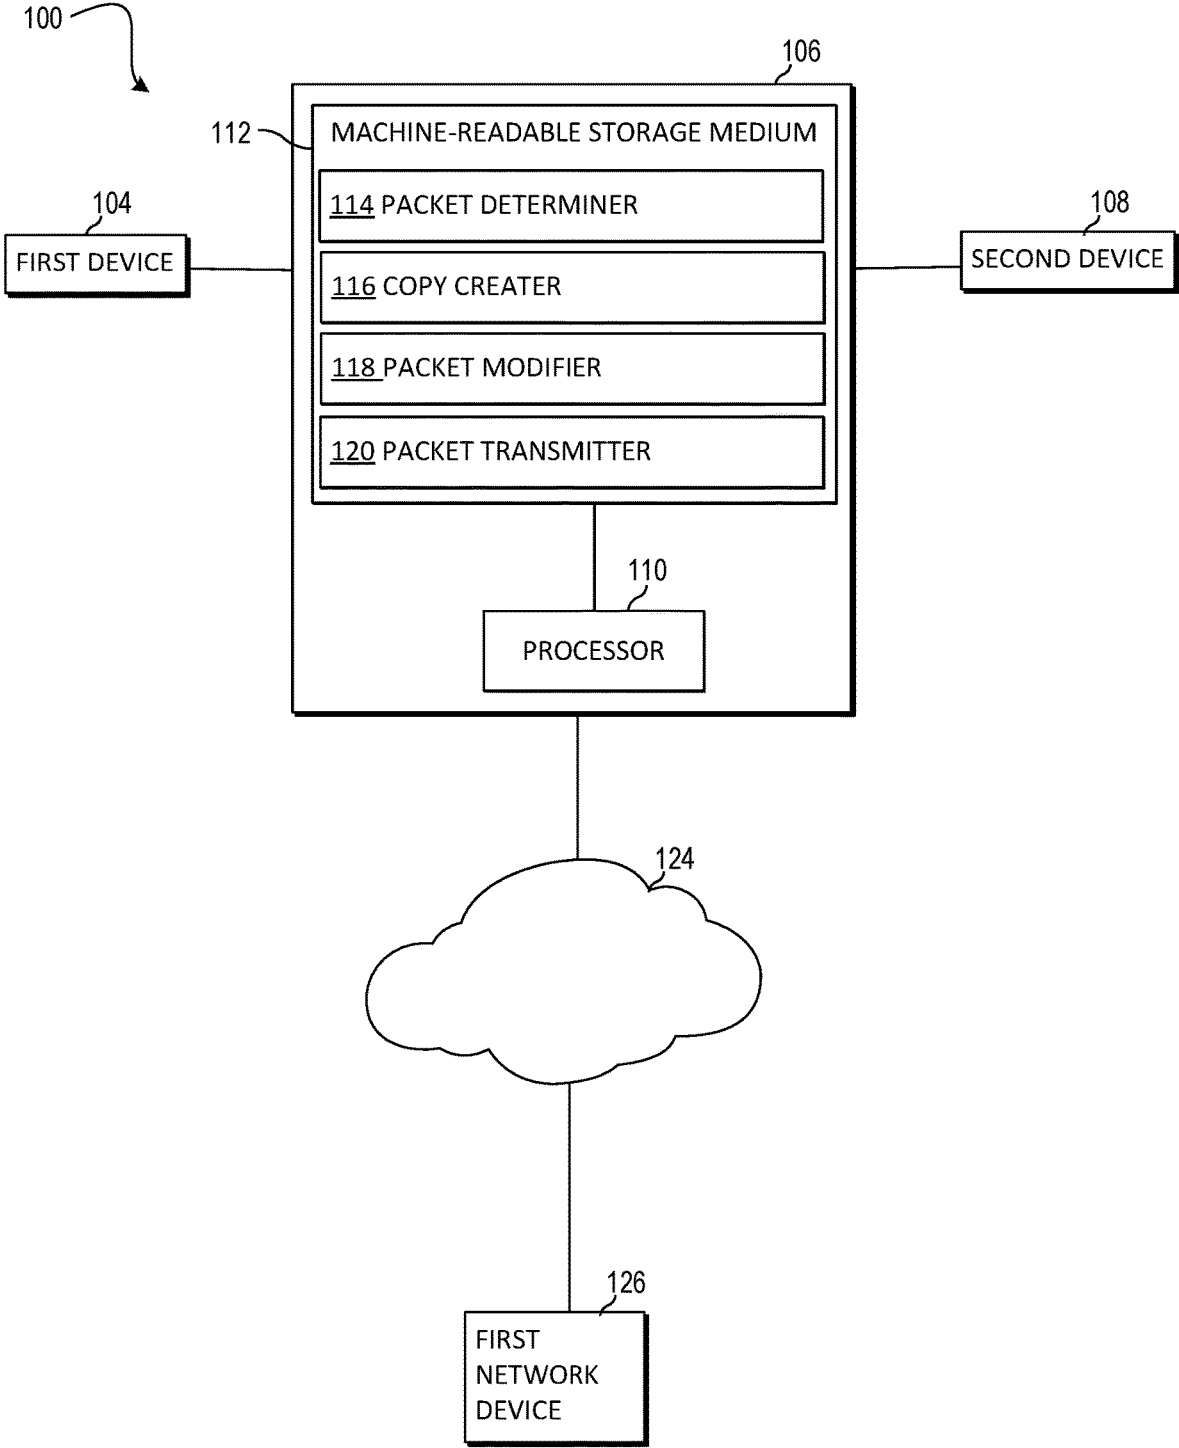 100
106
112
MACHINE-READABLE STORAGE MEDIUM
114 PACKET DETERMINER
104
FIRST DEVICE
108
SECOND DEVICE
116 COPY CREATER
118 PACKET MODIFIER
120 PACKET TRANSMITTER
110
PROCESSOR
124
126
FIRST
NETWORK
DEVICE